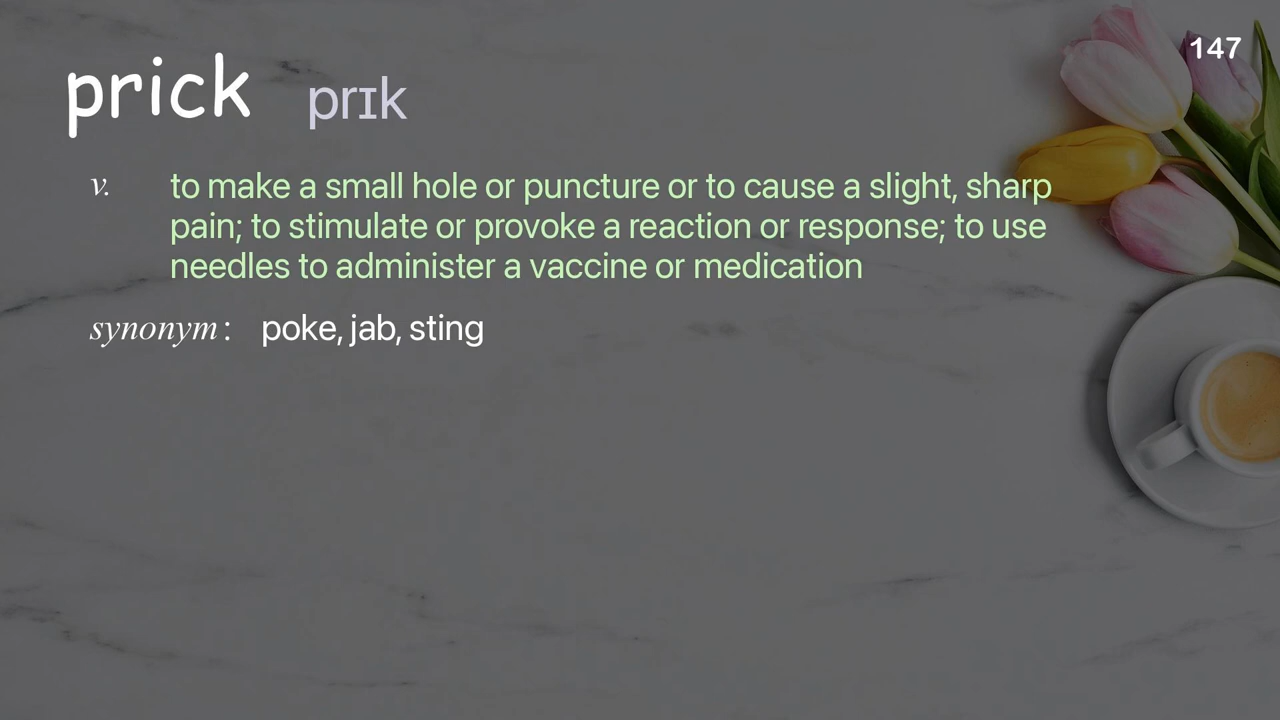 147
prick prɪk
v. to make a small hole or puncture or to cause a slight, sharp
pain; to stimulate or provoke a reaction or response; to use
needles to administer a vaccine or medication
synonym: poke, jab, sting